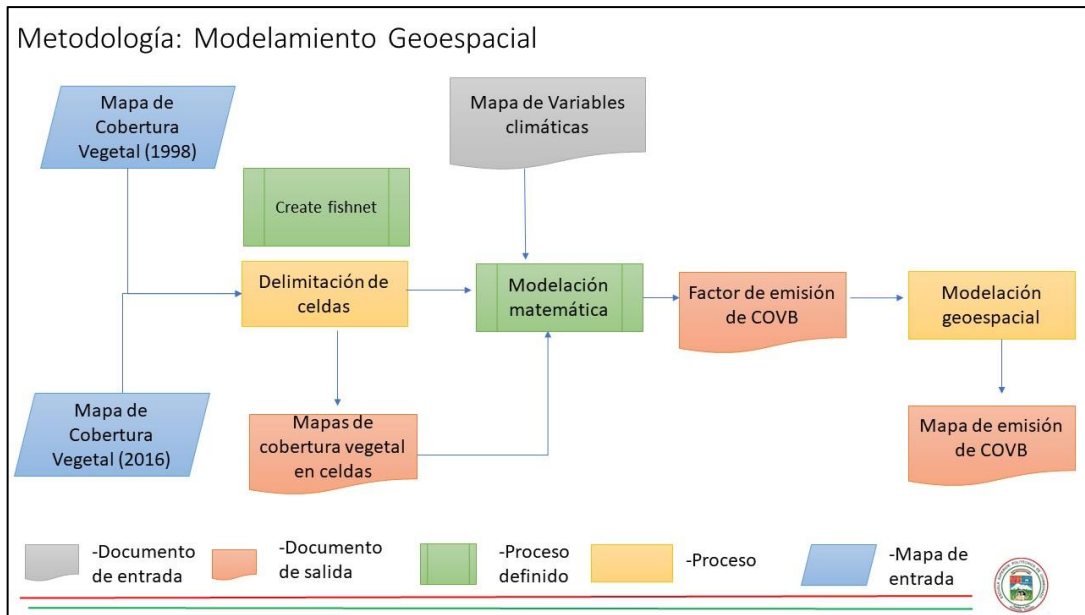 Metodología: Modelamiento Geoespacial
Mapa de
Cobertura
Vegetal (1998)
Mapa de Variables
climáticas
Create fishnet
Delimitación de
celdas
Modelación
matemática
Factor de emisión
de COVB
Modelación
geoespacial
Mapa de
Cobertura
Vegetal (2016)
Mapas de
cobertura vegetal
en celdas
Mapa de emisión
de COVB
-Documento
de entrada
-Documento
de salida
-Proceso
definido
-Proceso
-Mapa de
entrada